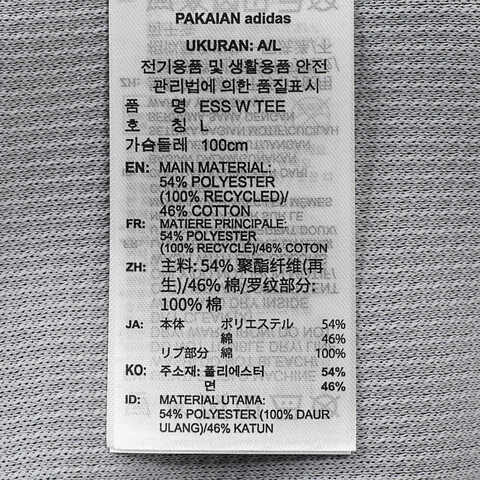 PAKAIAN adidas
UKURAN: A/L
전기용품 및 생활용품 안전
관리법에 의한 품질표시
품 명 ESS W TEE
호 칭 L
가슴둘레 100cm
EN: MAIN MATERIAL:
54% POLYESTER
(100% RECYCLED)/
46% COTTON
FR: MATIERE PRINCIPALE:
54% POLYESTER
(100% RECYCLÉ)/46% COTON
ZH: 主料: 54% 聚酯纤维(再
生)/46% 棉/罗纹部分:
100% 棉
JA: 本体 ポリエステル 54%
綿 46%
リブ部分 綿 100%
KO: 주소재: 폴리에스터 54%
면 46%
ID: MATERIAL UTAMA:
54% POLYESTER (100% DAUR
ULANG)/46% KATUN